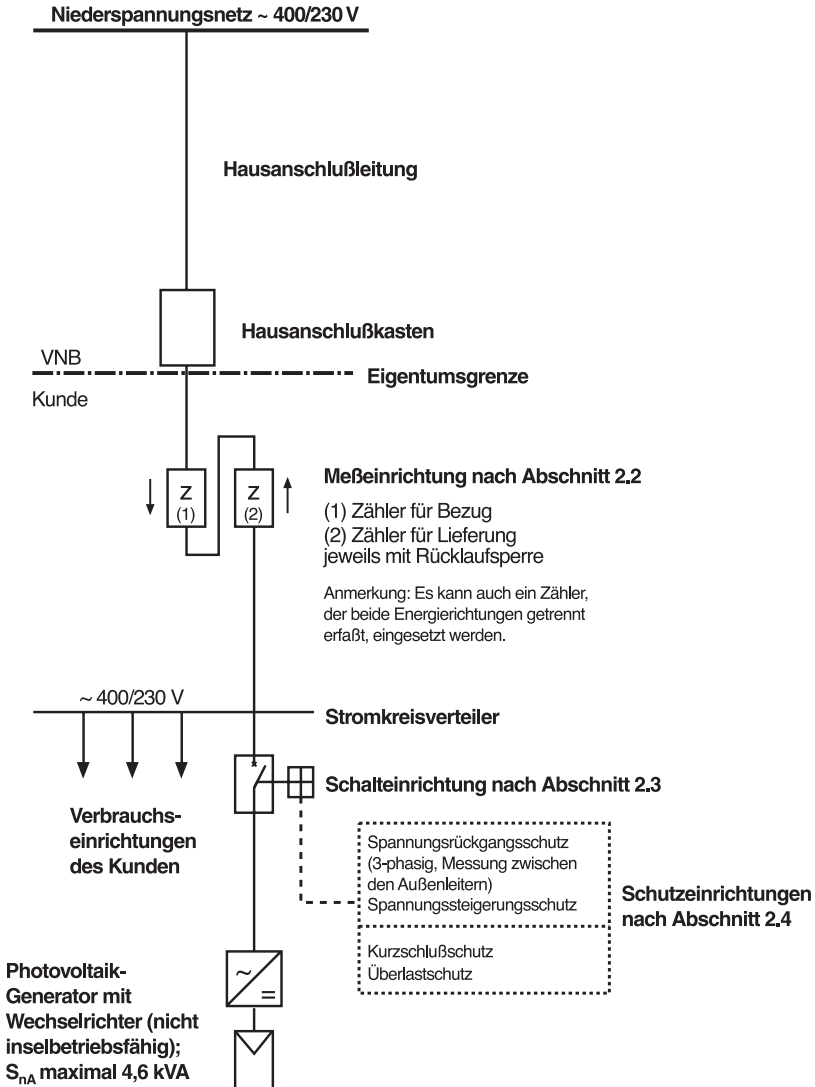 Niederspannungsnetz ~ 400/230 V
Hausanschlußleitung
Hausanschlußkasten
VNB
Eigentumsgrenze
Kunde
Z
(1)
Z
(2)
Meßeinrichtung nach Abschnitt 2.2
(1) Zähler für Bezug
(2) Zähler für Lieferung
jeweils mit Rücklaufsperre
Anmerkung: Es kann auch ein Zähler,
der beide Energierichtungen getrennt
erfaßt, eingesetzt werden.
~ 400/230 V
Stromkreisverteiler
Schalteinrichtung nach Abschnitt 2.3
Verbrauchs-
einrichtungen
des Kunden
Spannungsrückgangsschutz
(3-phasig, Messung zwischen
den Außenleitern)
Spannungssteigerungsschutz
Kurzschlußschutz
Überlastschutz
Schutzeinrichtungen
nach Abschnitt 2.4
~
=
Photovoltaik-
Generator mit
Wechselrichter (nicht
inselbetriebsfähig);
SnA maximal 4,6 kVA